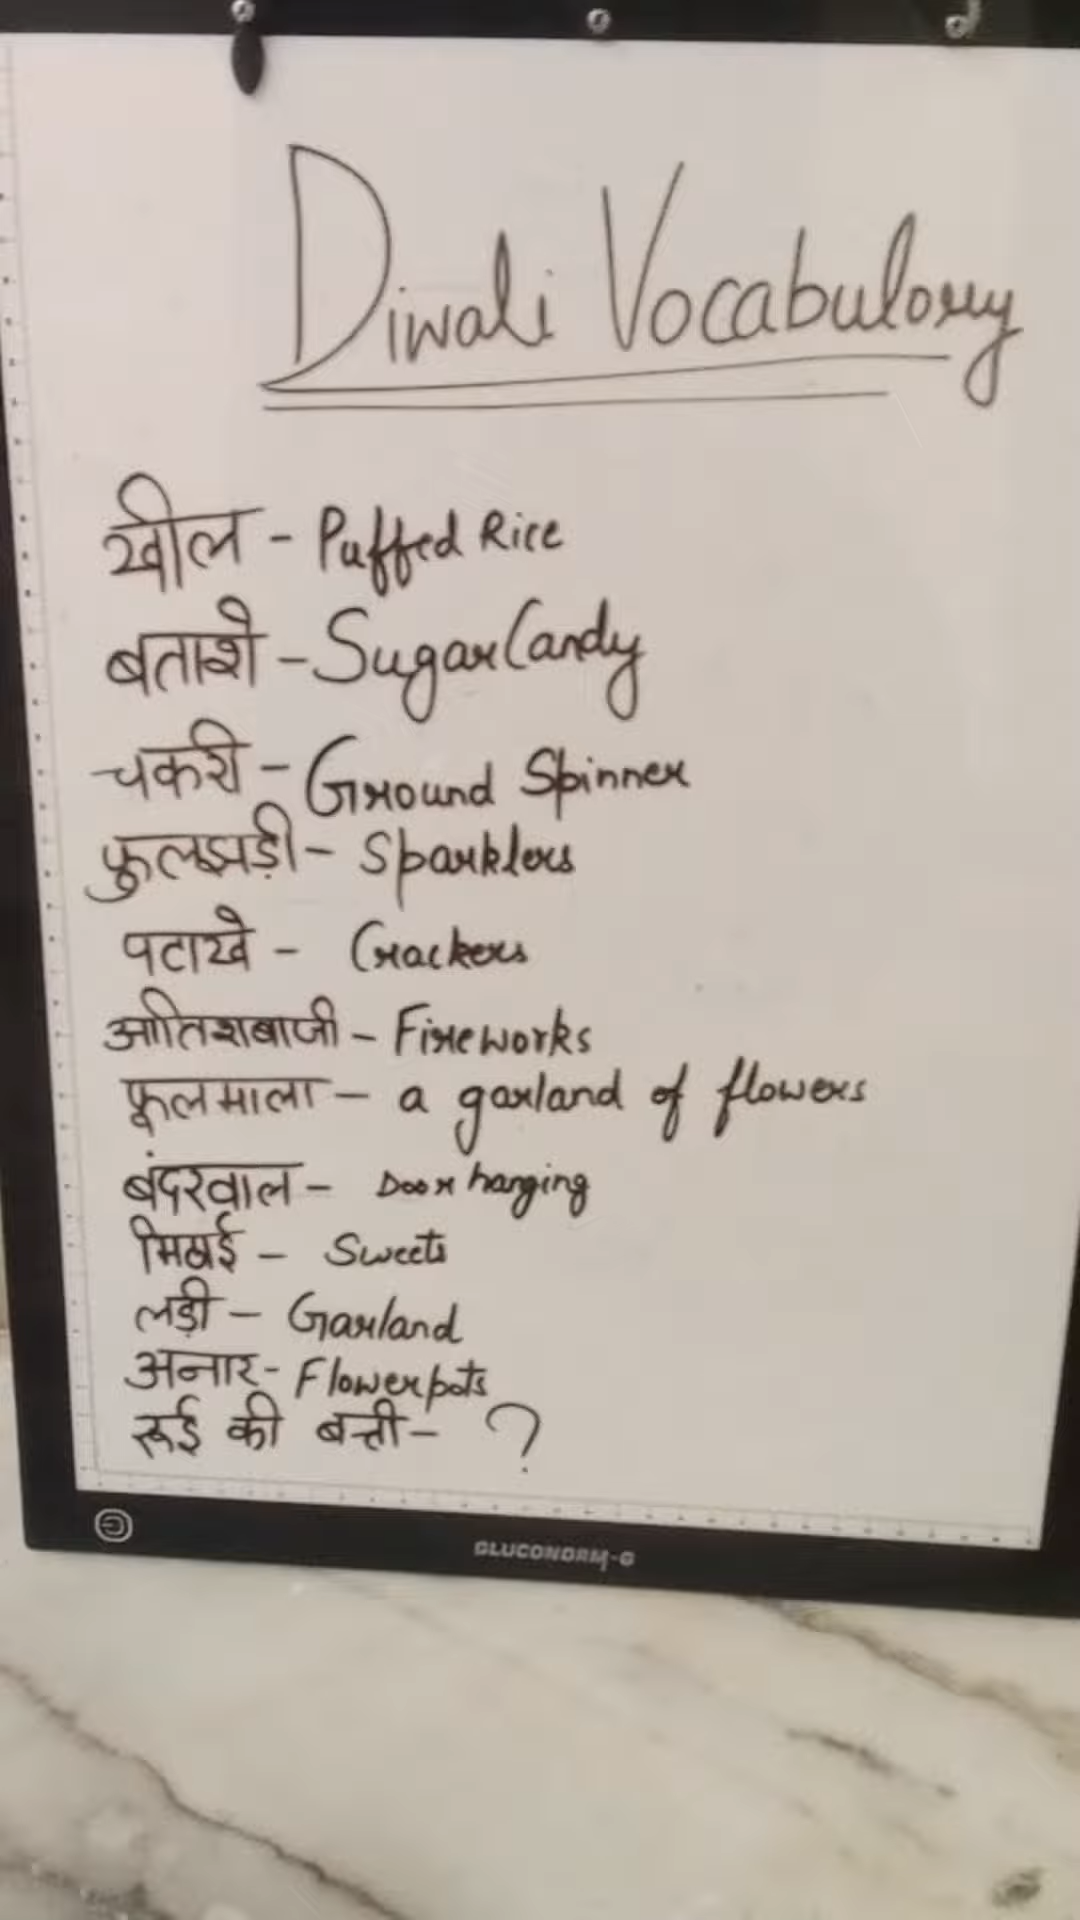 Diwali Vocabulary
खील - Puffed Rice
बताशे - Sugar Candy
चकरी - Ground Spinner
फुलझड़ी - Sparklers
पटाखे - Crackers
आतिशबाजी - Fireworks
फूलमाला - a garland of flowers
बंदरवाल - Door hanging
मिठाई - Sweets
लड़ी - Garland
अनार - Flowerpots
रूई की बत्ती - ?
GLUCONORM-G